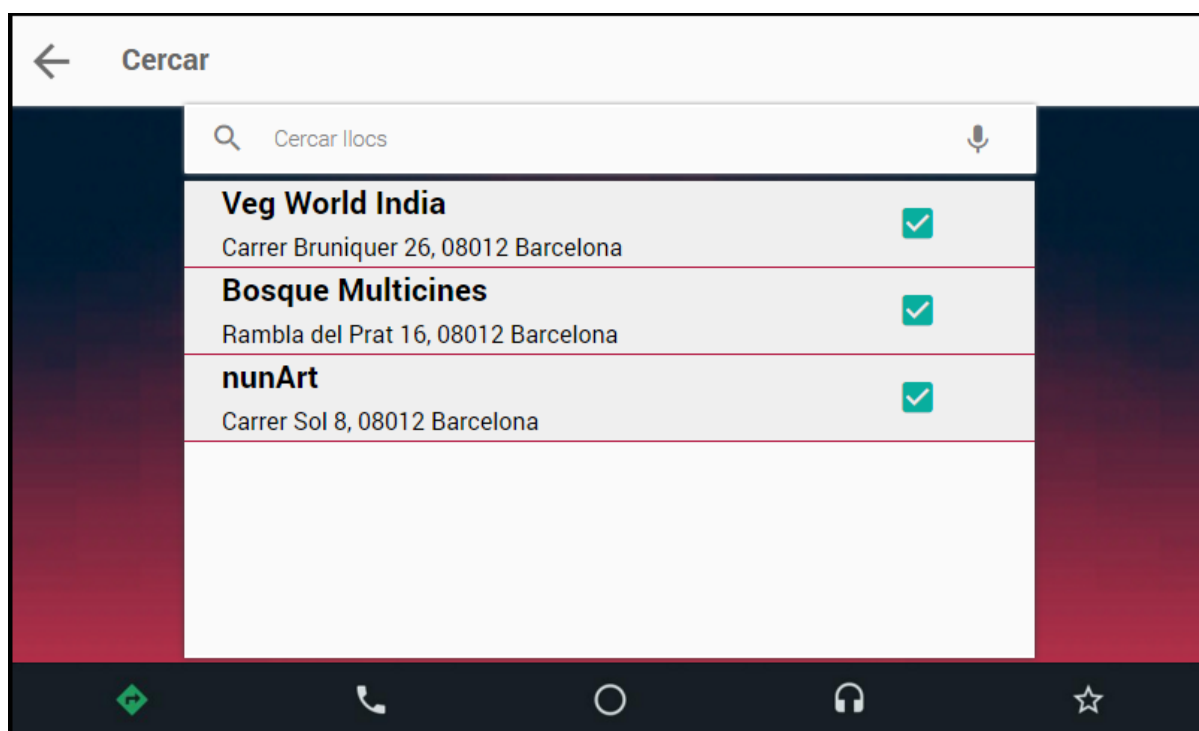 Cercar
Cercar llocs
Veg World India
Carrer Bruniquer 26, 08012 Barcelona
Bosque Multicines
Rambla del Prat 16, 08012 Barcelona
nunArt
Carrer Sol 8, 08012 Barcelona